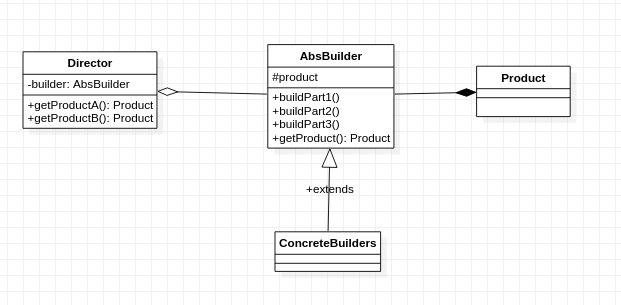 Director
-builder: AbsBuilder
+getProductA(): Product
+getProductB(): Product
AbsBuilder
#product
+buildPart1()
+buildPart2()
+buildPart3()
+getProduct(): Product
Product
+extends
ConcreteBuilders